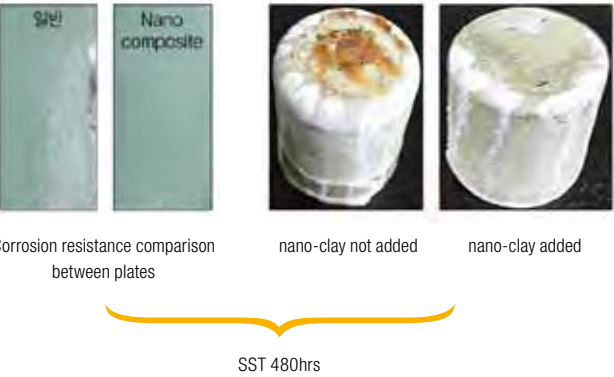 일반
Nano
composite
Corrosion resistance comparison
between plates
nano-clay not added
nano-clay added
SST 480hrs